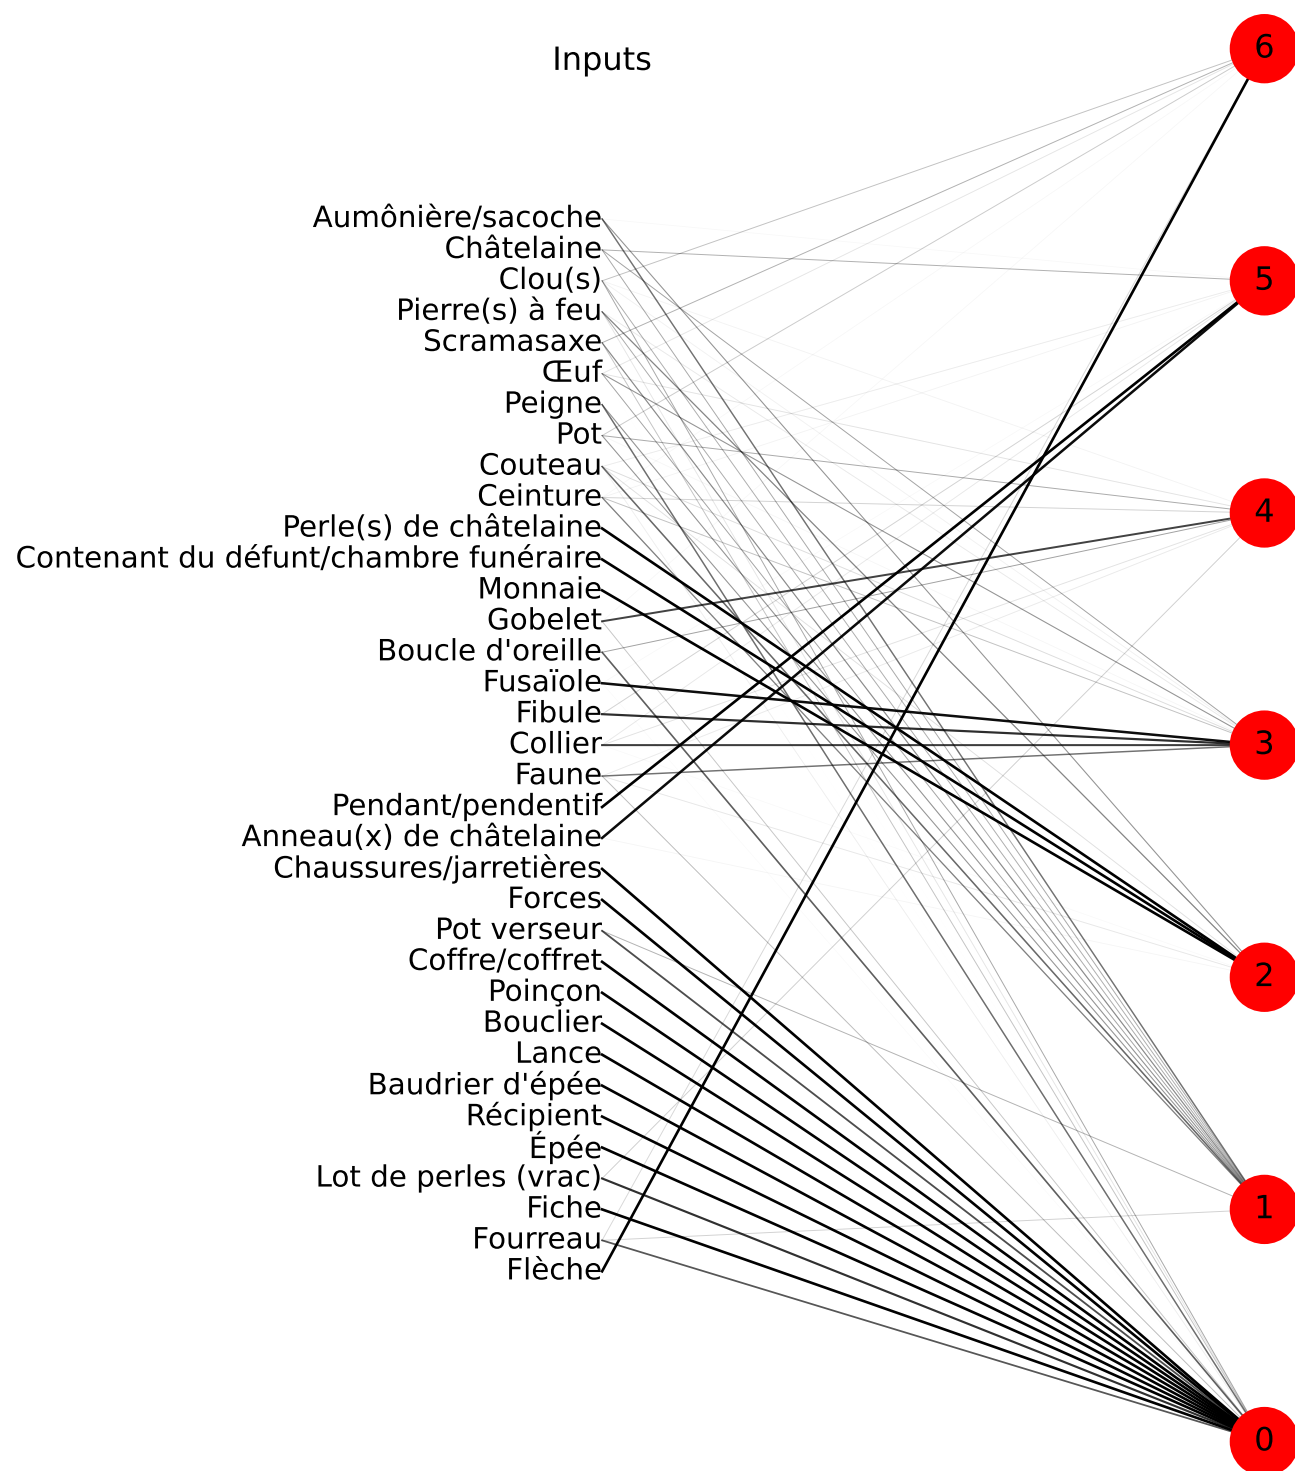 Inputs
Aumônière/sacoche
Châtelaine
Clou(s)
Pierre(s) à feu
Scramasaxe
Œuf
Peigne
Pot
Couteau
Ceinture
Perle(s) de châtelaine
Contenant du défunt/chambre funéraire
Monnaie
Gobelet
Boucle d'oreille
Fusaïole
Fibule
Collier
Faune
Pendant/pendentif
Anneau(x) de châtelaine
Chaussures/jarretières
Forces
Pot verseur
Coffre/coffret
Poinçon
Bouclier
Lance
Baudrier d'épée
Récipient
Épée
Lot de perles (vrac)
Fiche
Fourreau
Flèche
6
5
4
3
2
1
0